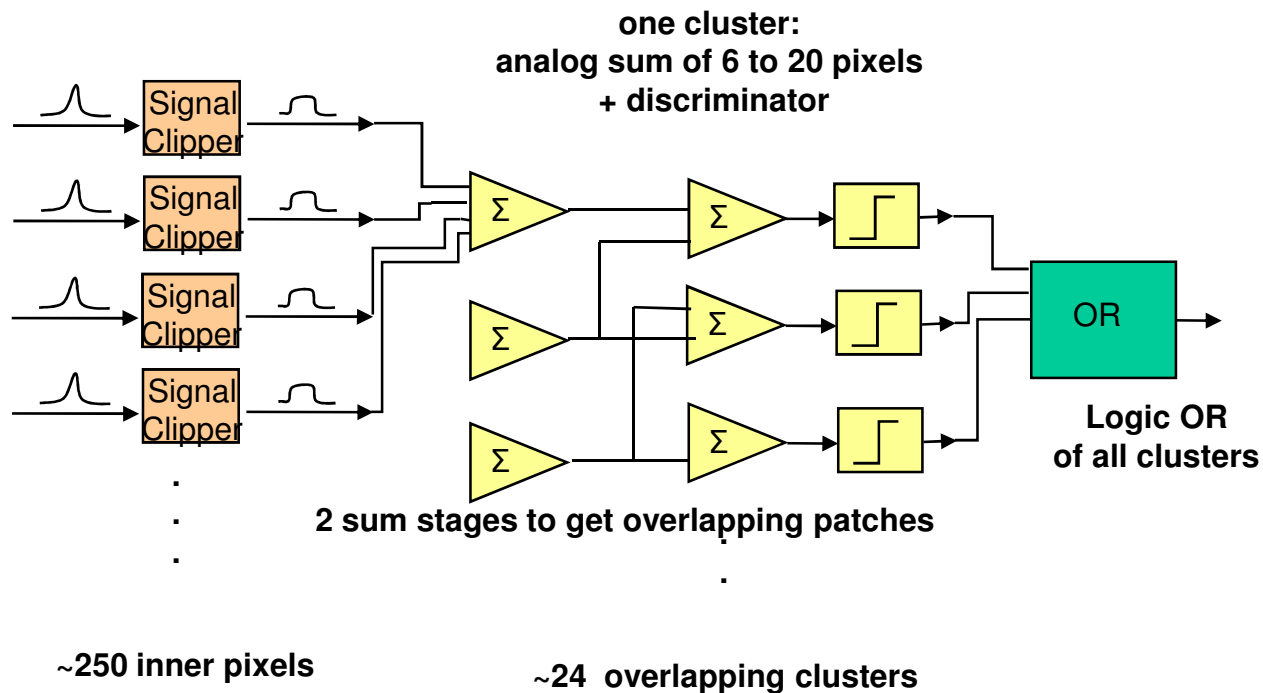 one cluster:
analog sum of 6 to 20 pixels
+ discriminator
Signal
Clipper
Signal
Clipper
Signal
Clipper
Signal
Clipper
Σ
Σ
Σ
Σ
Σ
Σ
OR
Logic OR
of all clusters
2 sum stages to get overlapping patches
~250 inner pixels
~24 overlapping clusters